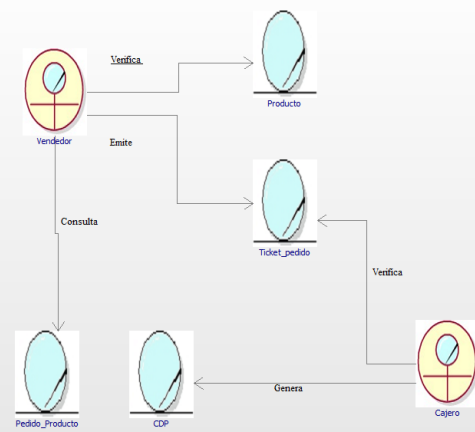 Verifica
Producto
Vendedor
Emite
Consulta
Ticket_pedido
Verifica
Genera
Pedido_Producto
CDP
Cajero